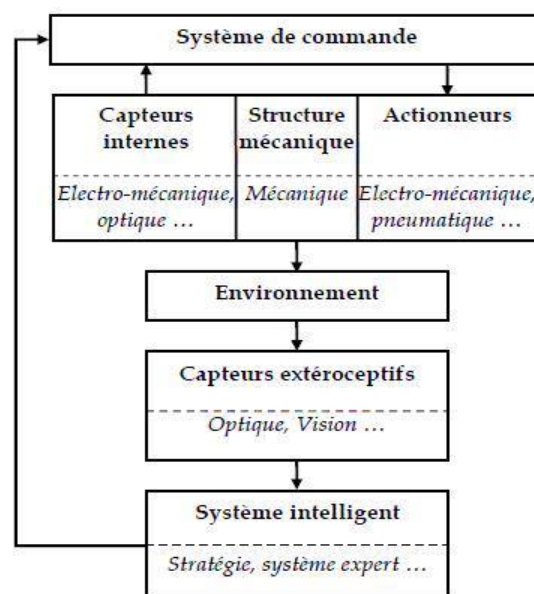 Système de commande
Capteurs
internes
Electro-mécanique,
optique …
Structure
mécanique
Mécanique
Actionneurs
Electro-mécanique,
pneumatique …
Environnement
Capteurs extéroceptifs
Optique, Vision …
Système intelligent
Stratégie, système expert …